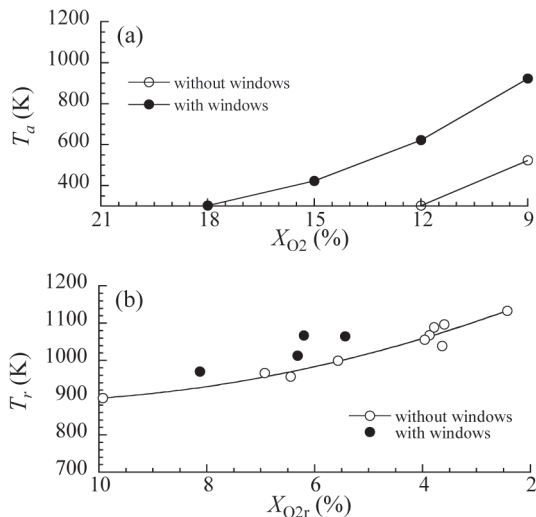 (a)
1200
1000
800
600
400
T_a (K)
without windows
with windows
21 18 15 12 9
X_O2 (%)
(b)
1200
1100
1000
900
800
700
T_r (K)
without windows
with windows
10 8 6 4 2
X_O2r (%)